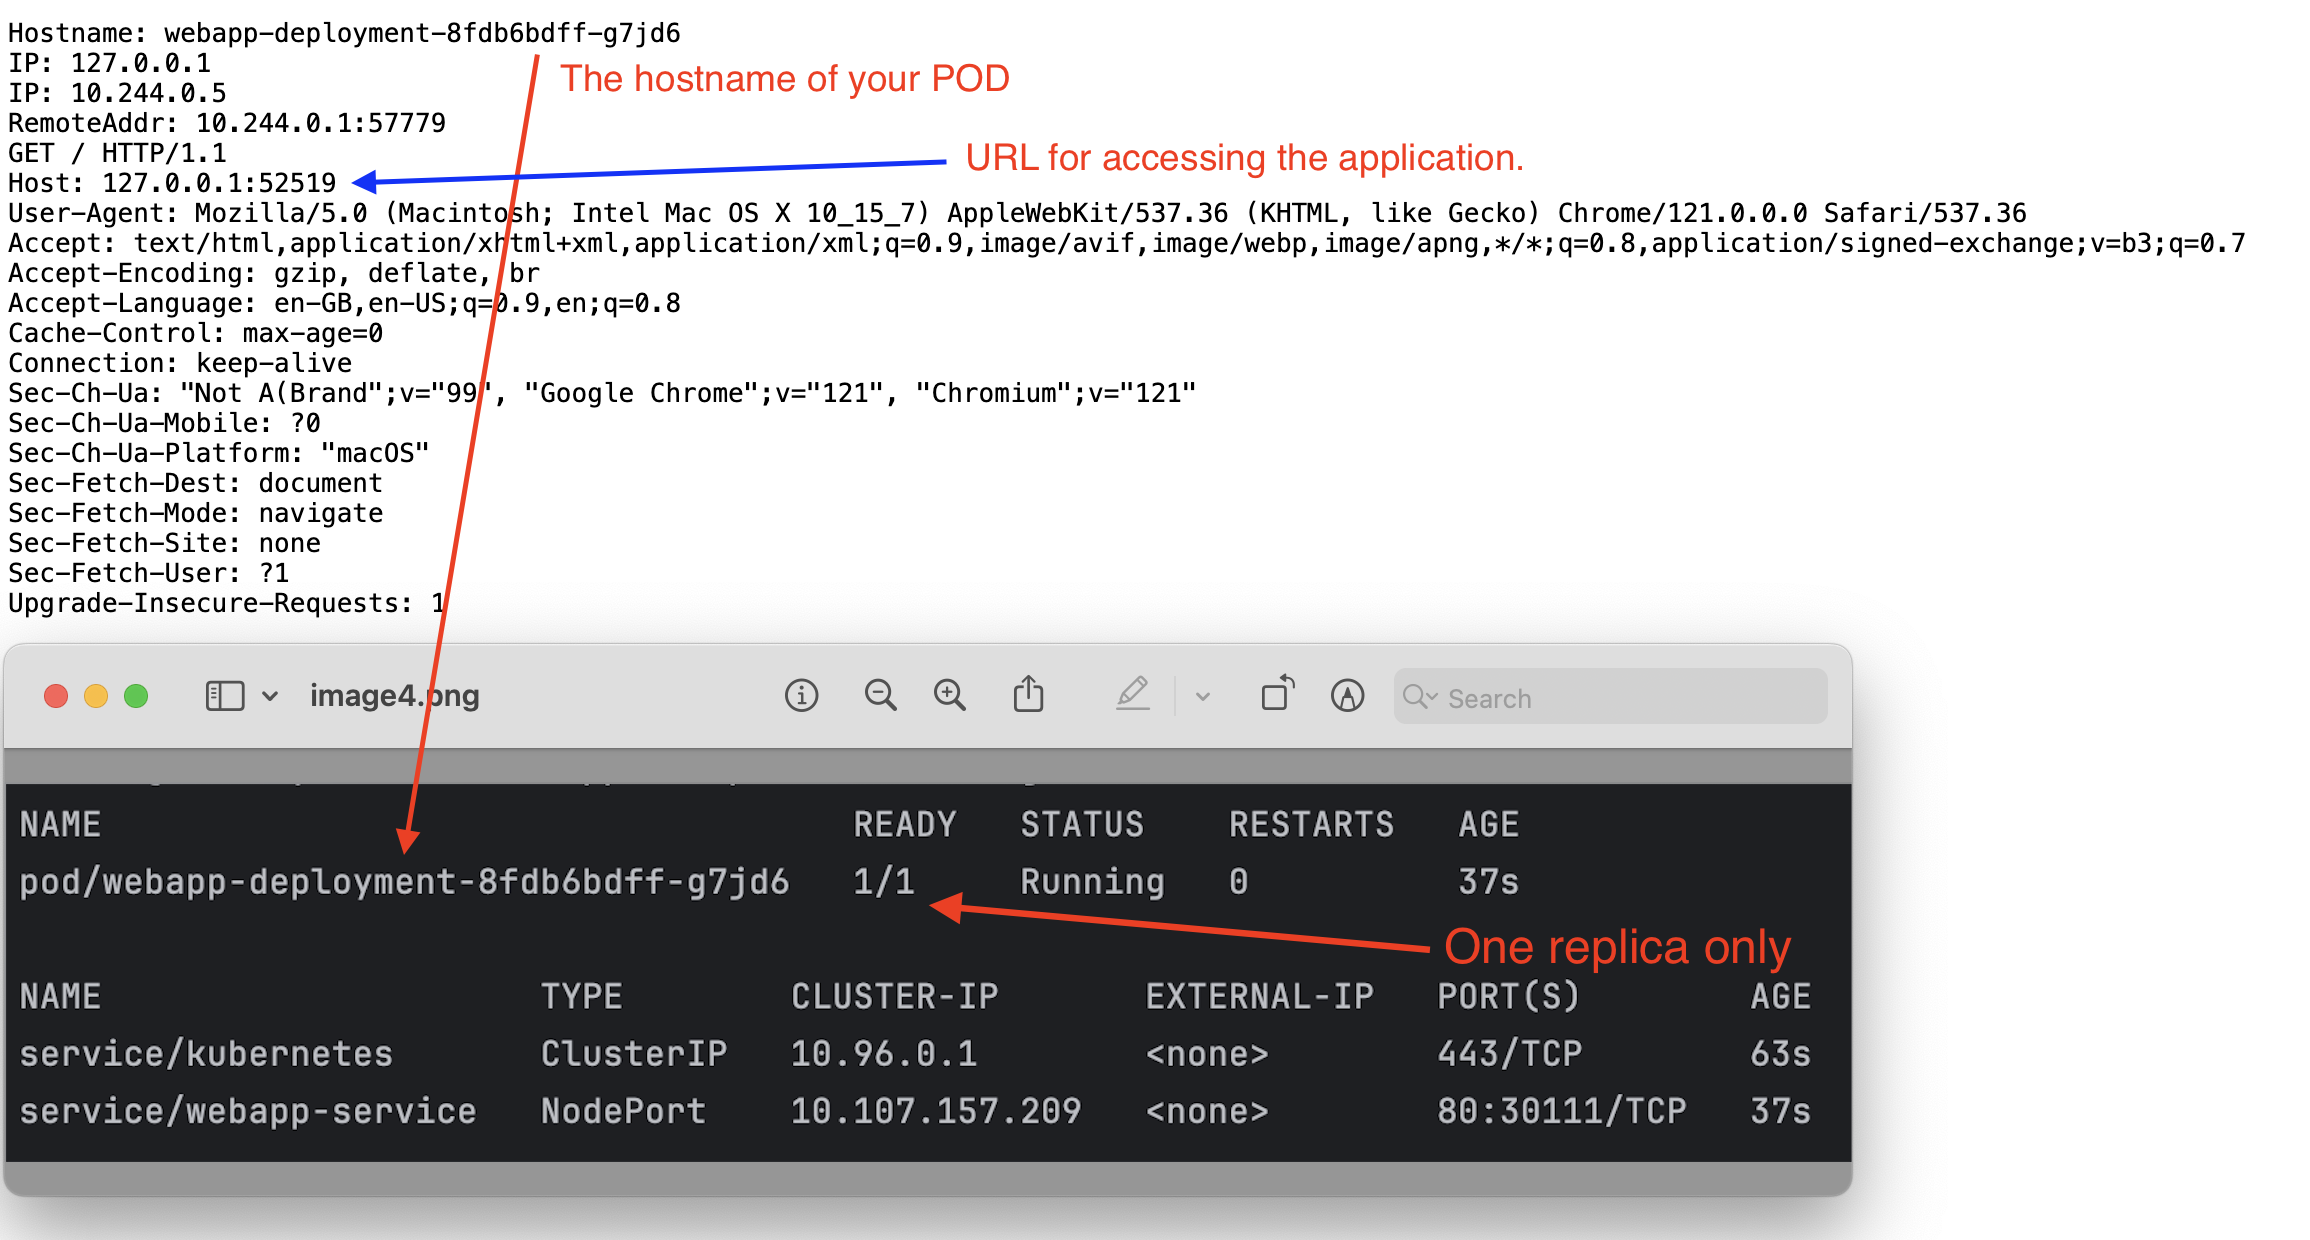 Hostname: webapp-deployment-8fdb6bdff-g7jd6
IP: 127.0.0.1
The hostname of your POD
IP: 10.244.0.5
RemoteAddr: 10.244.0.1:57779
GET / HTTP/1.1
URL for accessing the application.
Host: 127.0.0.1:52519
User-Agent: Mozilla/5.0 (Macintosh; Intel Mac OS X 10_15_7) AppleWebKit/537.36 (KHTML, like Gecko) Chrome/121.0.0.0 Safari/537.36
Accept: text/html,application/xhtml+xml,application/xml;q=0.9,image/avif,image/webp,image/apng,*/*;q=0.8,application/signed-exchange;v=b3;q=0.7
Accept-Encoding: gzip, deflate, br
Accept-Language: en-GB,en-US;q=0.9,en;q=0.8
Cache-Control: max-age=0
Connection: keep-alive
Sec-Ch-Ua: "Not A(Brand";v="99", "Google Chrome";v="121", "Chromium";v="121"
Sec-Ch-Ua-Mobile: ?0
Sec-Ch-Ua-Platform: "macOS"
Sec-Fetch-Dest: document
Sec-Fetch-Mode: navigate
Sec-Fetch-Site: none
Sec-Fetch-User: ?1
Upgrade-Insecure-Requests: 1
image4.png Search
NAME READY STATUS RESTARTS AGE
pod/webapp-deployment-8fdb6bdff-g7jd6 1/1 Running 0 37s
One replica only
NAME TYPE CLUSTER-IP EXTERNAL-IP PORT(S) AGE
service/kubernetes ClusterIP 10.96.0.1 <none> 443/TCP 63s
service/webapp-service NodePort 10.107.157.209 <none> 80:30111/TCP 37s